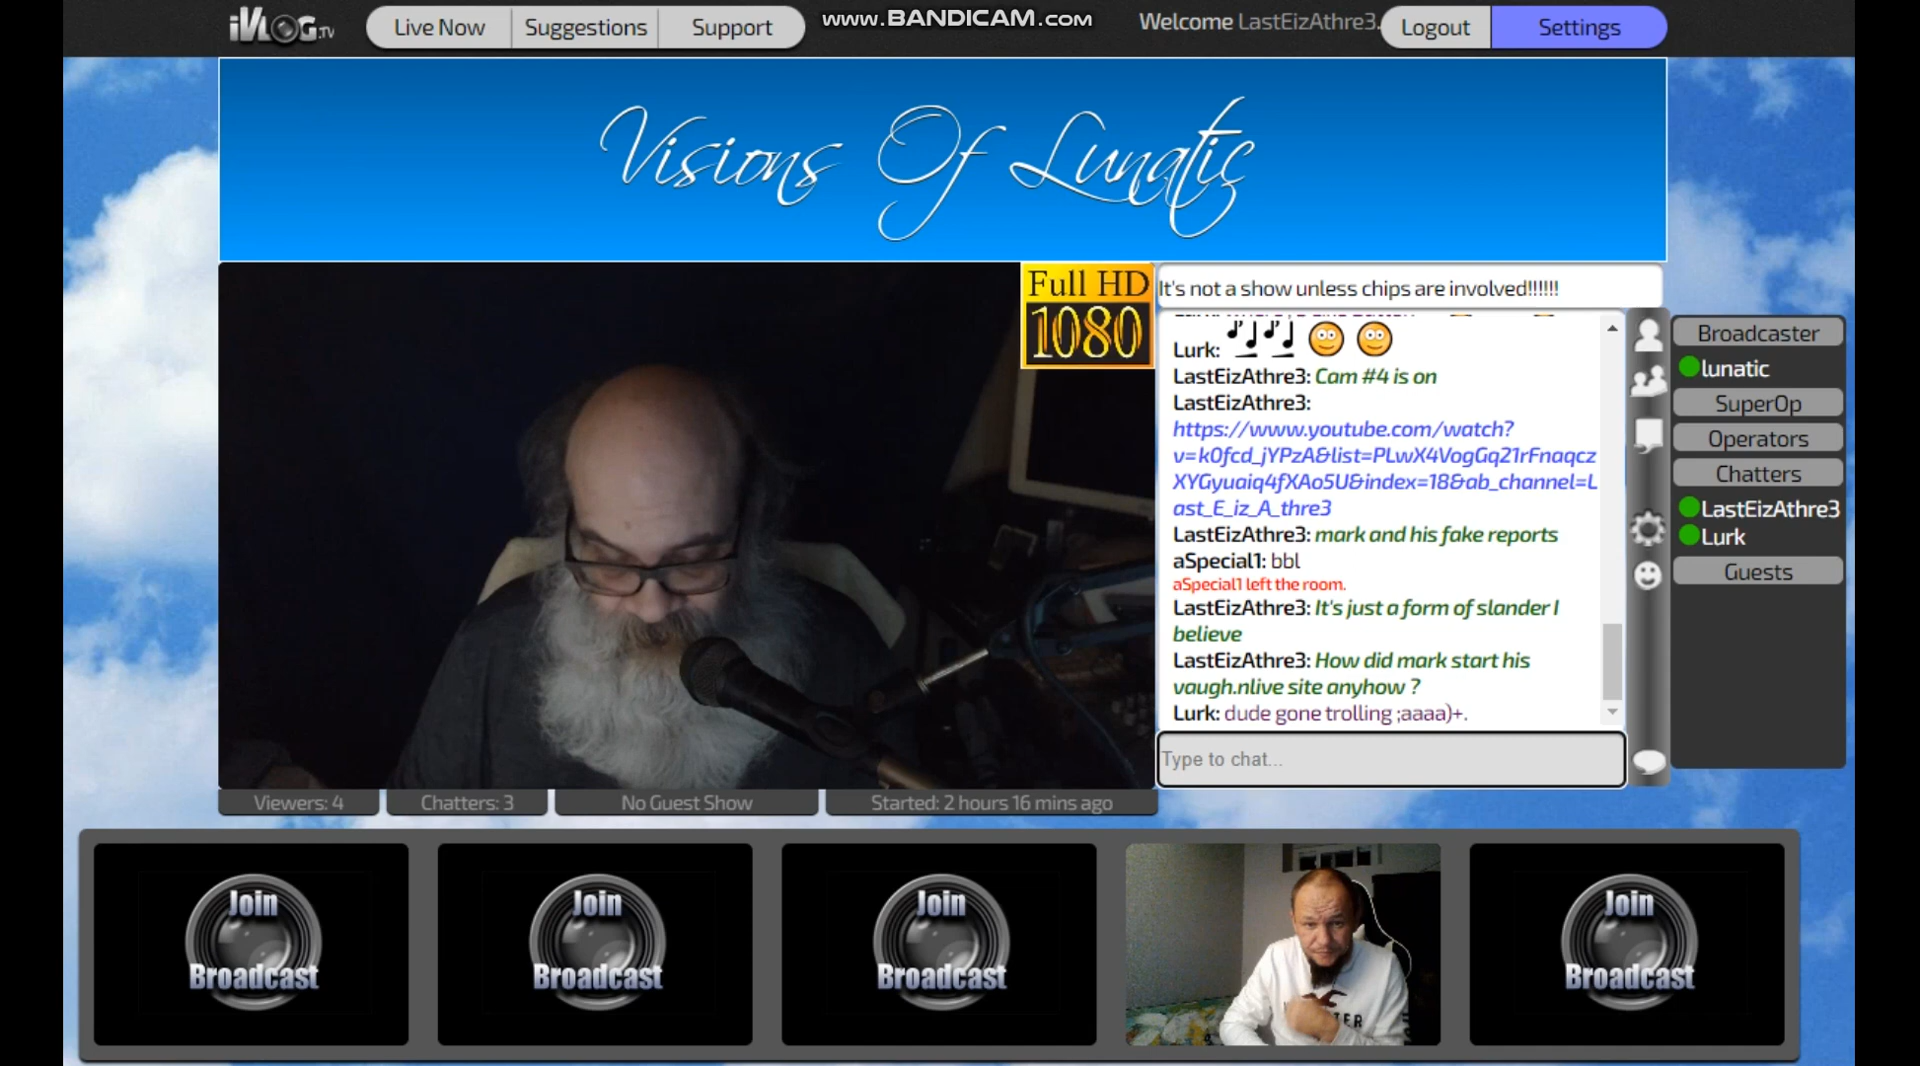 iVLOG.TV
Live Now
Suggestions
Support
www.BANDICAM.com
Welcome LastEizAthre3.
Logout
Settings
Visions Of Lunatic
Full HD
1080
It's not a show unless chips are involved!!!!!!
Lurk:
LastEizAthre3: Cam #4 is on
LastEizAthre3:
https://www.youtube.com/watch?
v=k0fcd_jYPzA&list=PLwX4VogGq21rFnaqcz
XYGyuaiq4fXAo5U&index=18&ab_channel=L
ast_E_iz_A_thre3
LastEizAthre3: mark and his fake reports
aSpecial1: bbl
aSpecial1 left the room.
LastEizAthre3: It's just a form of slander I
believe
LastEizAthre3: How did mark start his
vaugh.nlive site anyhow ?
Lurk: dude gone trolling ;aaaa)+.
Type to chat...
Broadcaster
lunatic
SuperOp
Operators
Chatters
LastEizAthre3
Lurk
Guests
Viewers: 4
Chatters: 3
No Guest Show
Started: 2 hours 16 mins ago
Join
Broadcast
Join
Broadcast
Join
Broadcast
Join
Broadcast